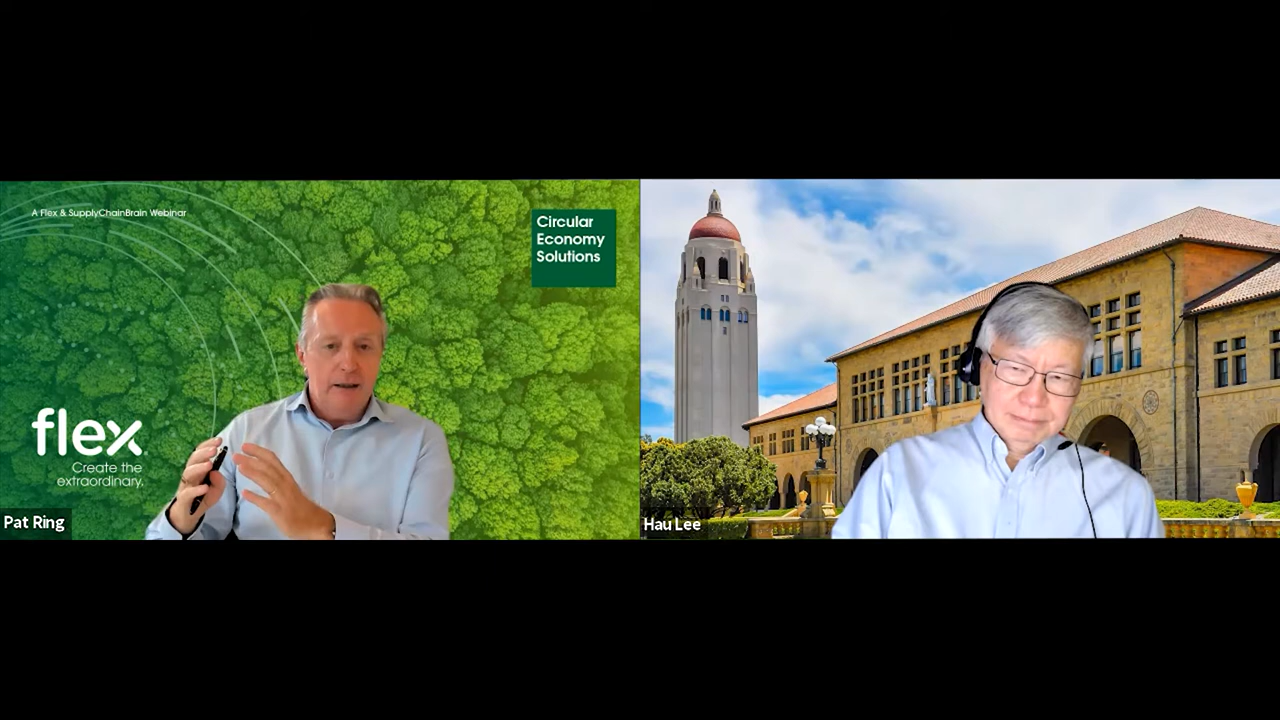 A Flex & SupplyChainBrain Webinar
Circular
Economy
Solutions
flex
Create the
extraordinary.
Pat Ring
Hau Lee